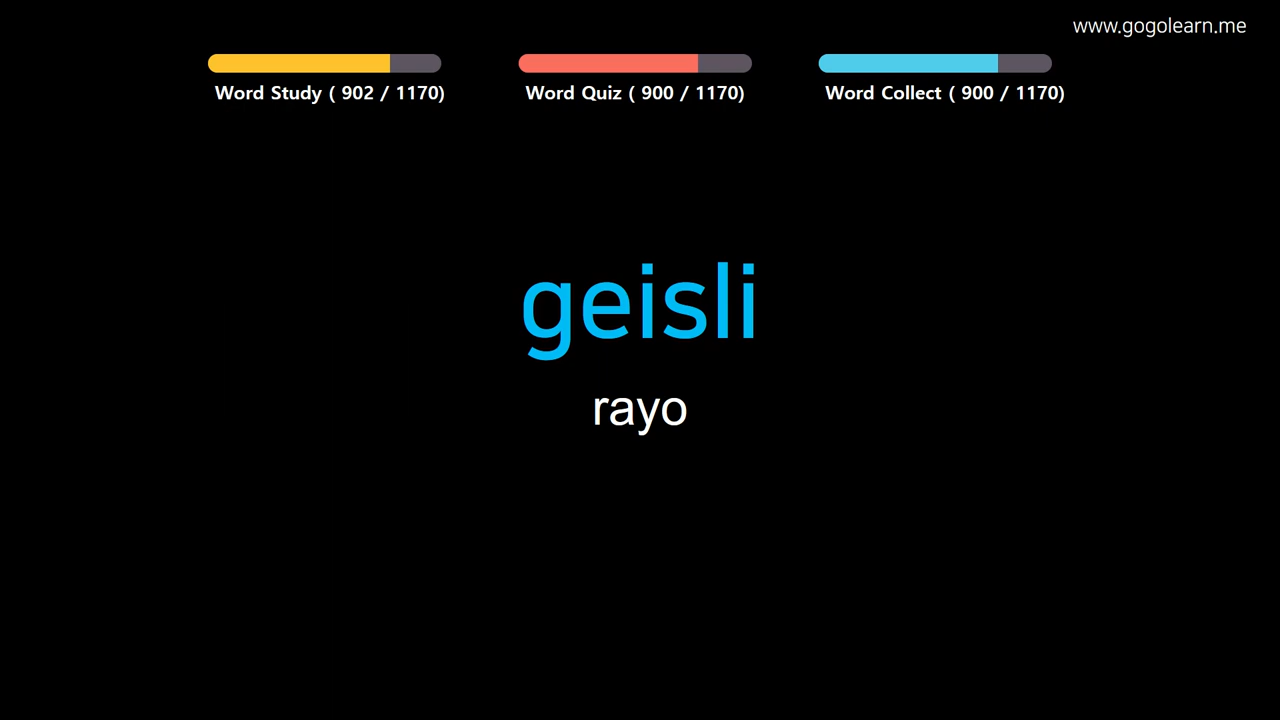 www.gogolearn.me
Word Study ( 902 / 1170)
Word Quiz ( 900 / 1170)
Word Collect ( 900 / 1170)
geisli
rayo